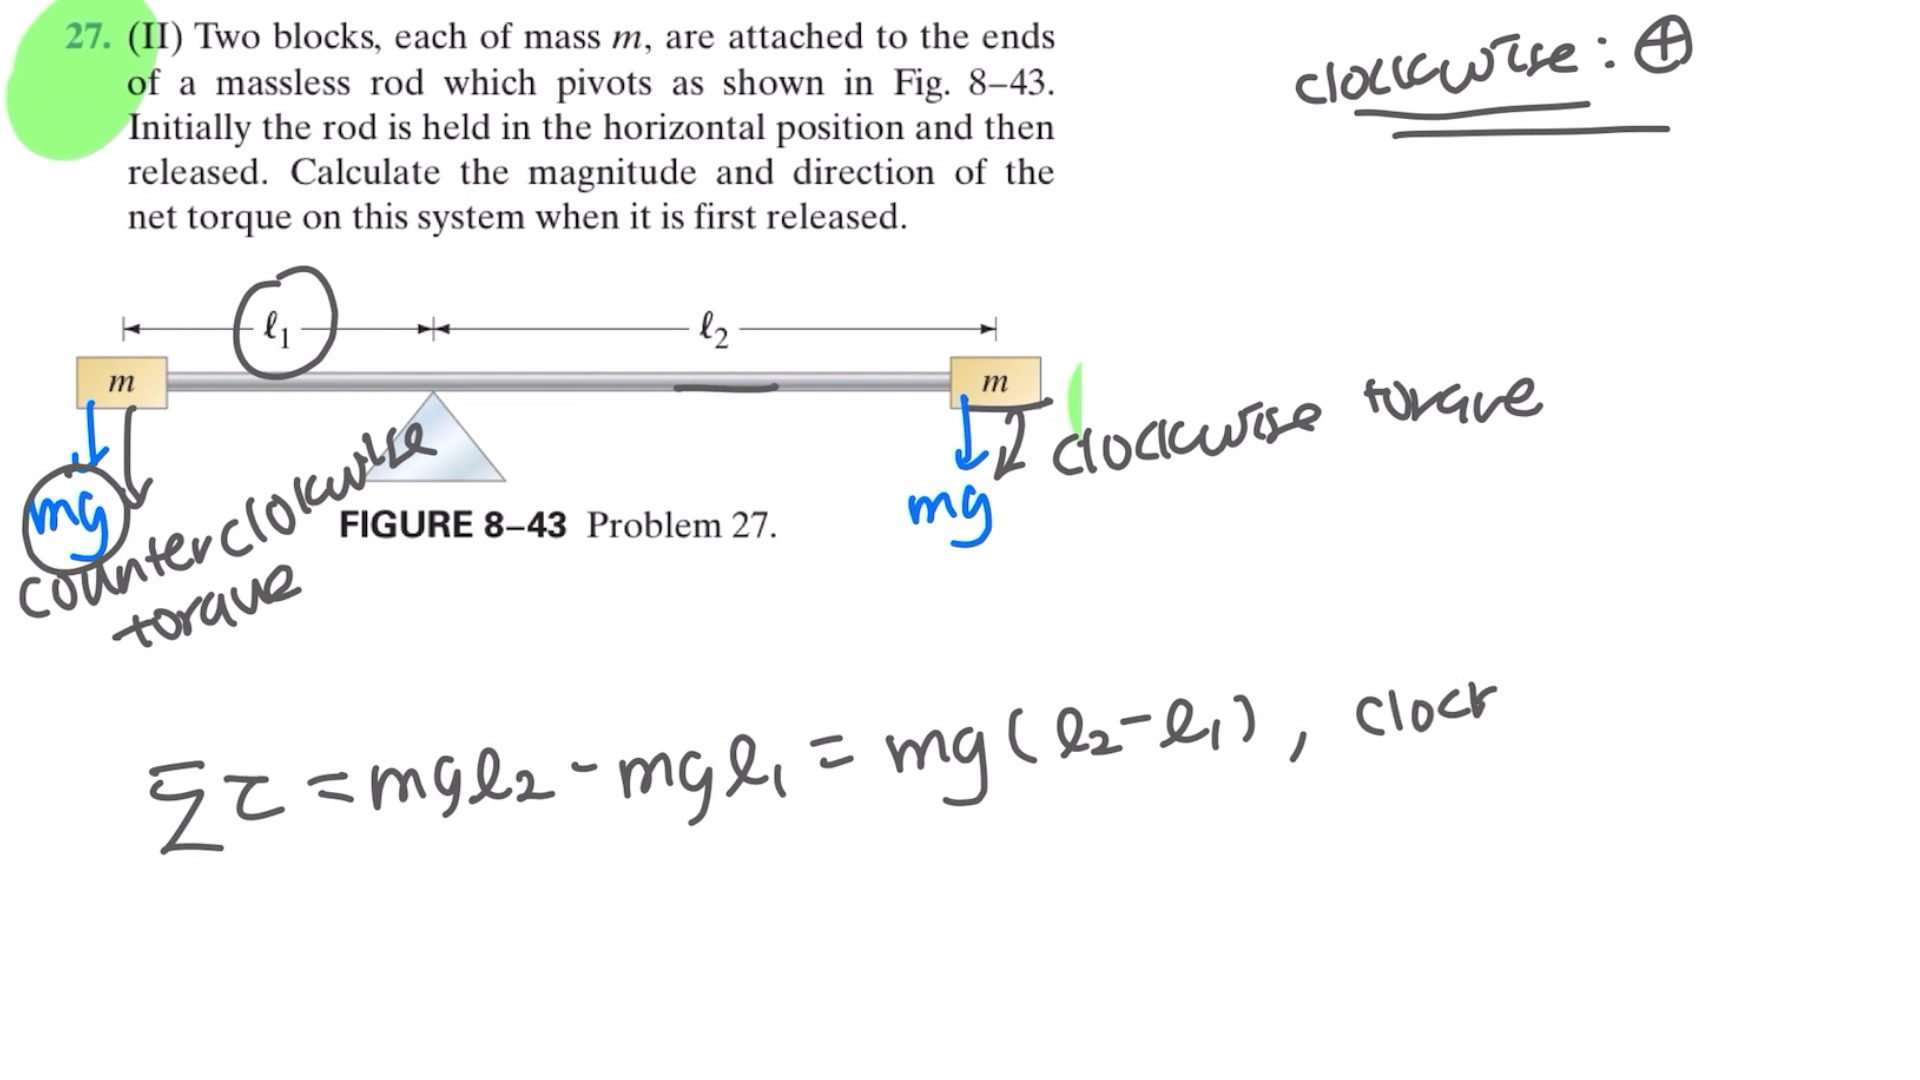 27. (II) Two blocks, each of mass m, are attached to the ends
of a massless rod which pivots as shown in Fig. 8–43.
Initially the rod is held in the horizontal position and then
released. Calculate the magnitude and direction of the
net torque on this system when it is first released.
clockwise: ⊕
ℓ₁
ℓ₂
m
m
mg
mg
counterclokwise
torque
clockwise torque
FIGURE 8–43 Problem 27.
Στ = mgℓ₂ - mgℓ₁ = mg(ℓ₂-ℓ₁), clock